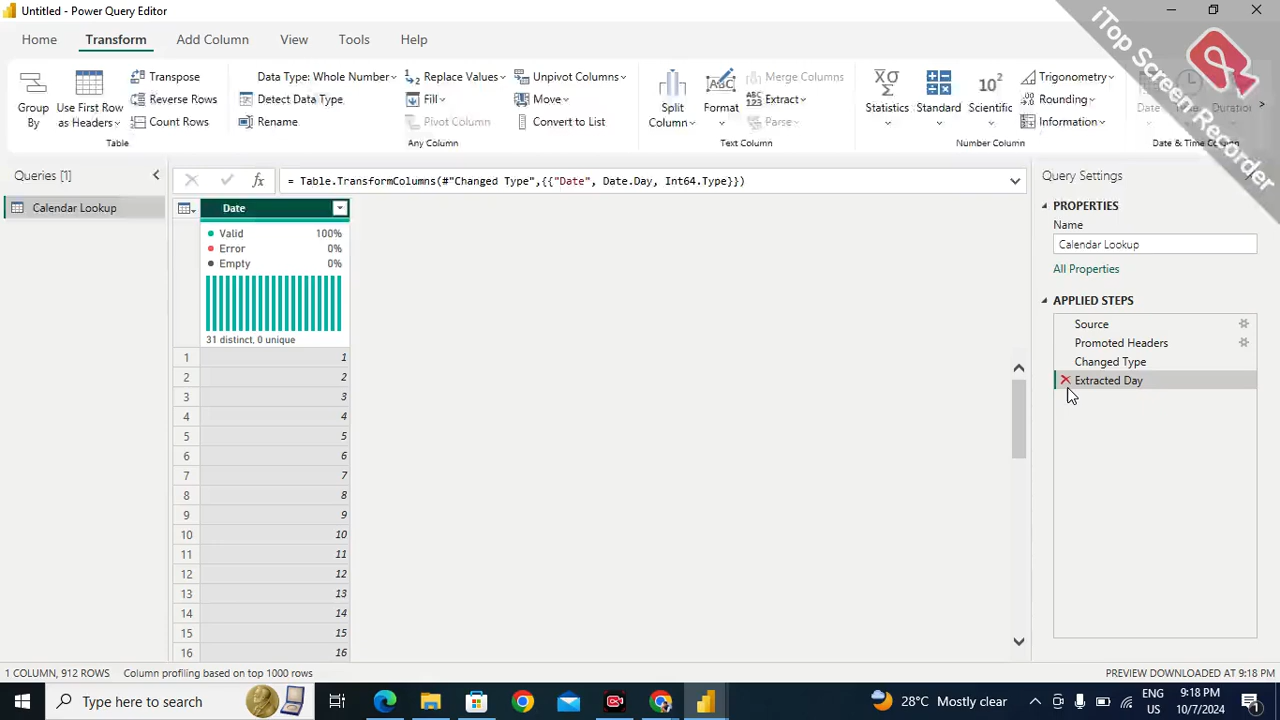 Untitled - Power Query Editor
iTop Screen Recorder
Home Transform Add Column View Tools Help
Group By
Use First Row as Headers
Transpose
Reverse Rows
Count Rows
Table
Data Type: Whole Number
Detect Data Type
Rename
Replace Values
Fill
Pivot Column
Unpivot Columns
Move
Convert to List
Any Column
Split Column
Format
Merge Columns
Extract
Parse
Text Column
Statistics
Standard
Scientific
Trigonometry
Rounding
Information
Number Column
Date
Time
Duration
Date & Time Column
Queries [1]
Calendar Lookup
= Table.TransformColumns(#"Changed Type",{{"Date", Date.Day, Int64.Type}})
Date
Valid 100%
Error 0%
Empty 0%
31 distinct, 0 unique
1 1
2 2
3 3
4 4
5 5
6 6
7 7
8 8
9 9
10 10
11 11
12 12
13 13
14 14
15 15
16 16
Query Settings
PROPERTIES
Name
Calendar Lookup
All Properties
APPLIED STEPS
Source
Promoted Headers
Changed Type
Extracted Day
1 COLUMN, 912 ROWS Column profiling based on top 1000 rows
PREVIEW DOWNLOADED AT 9:18 PM
Type here to search
28°C Mostly clear
ENG
US
9:18 PM
10/7/2024
1